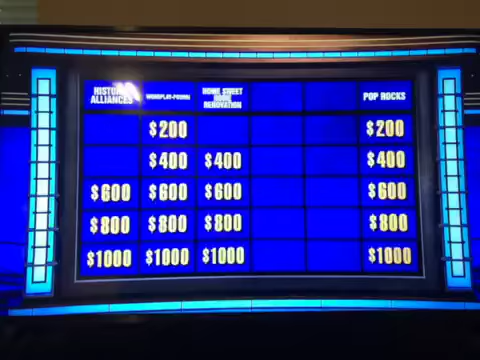 ALLIANCES
HOME SWEET
HOME
RENOVATION
POP ROCKS
$200 $200
$400 $400 $400
$600 $600 $600 $600
$800 $800 $800 $800
$1000 $1000 $1000 $1000